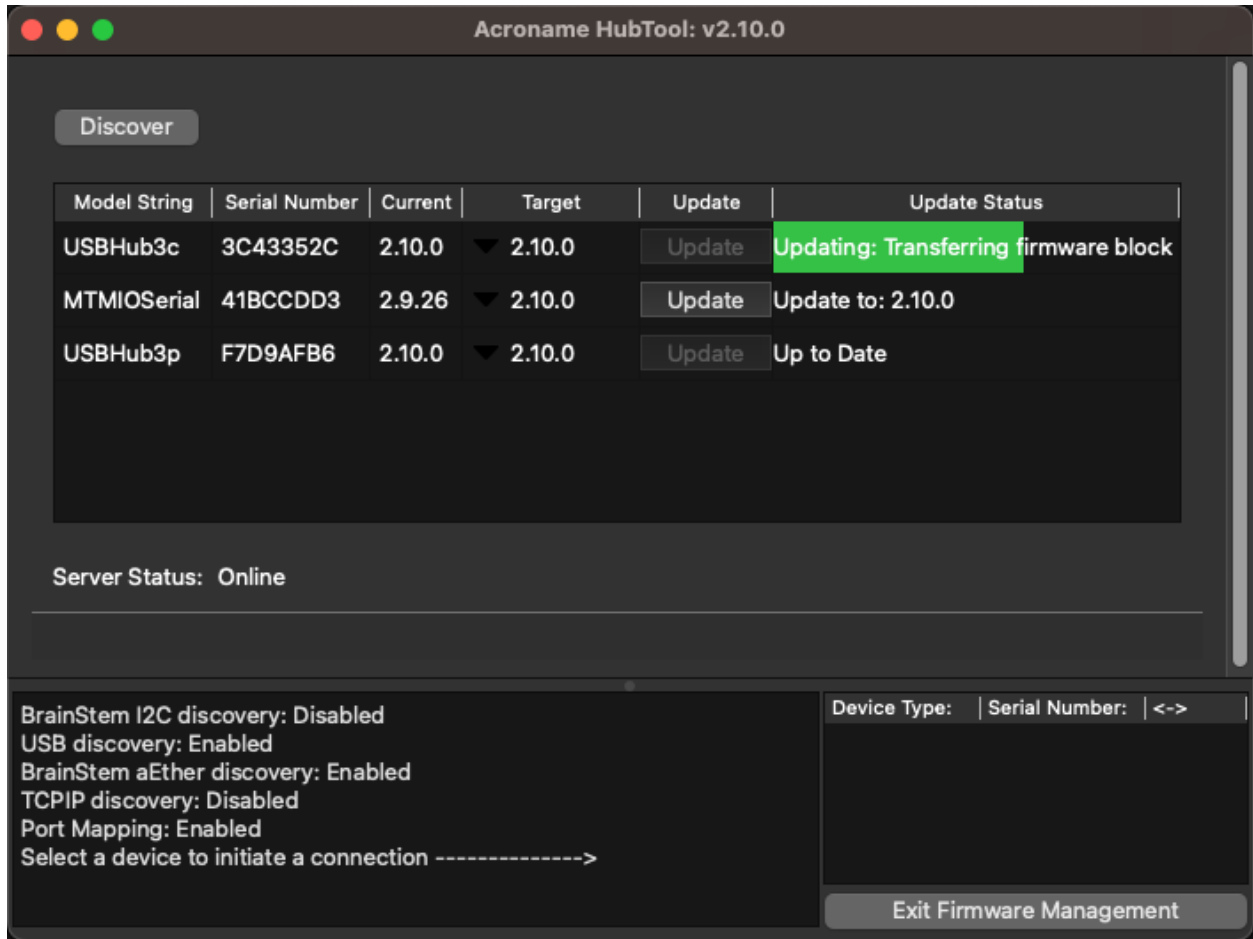 Acroname HubTool: v2.10.0
Discover
Model String Serial Number Current Target Update Update Status
USBHub3c 3C43352C 2.10.0 2.10.0 Update Updating: Transferring firmware block
MTMIOSerial 41BCCDD3 2.9.26 2.10.0 Update Update to: 2.10.0
USBHub3p F7D9AFB6 2.10.0 2.10.0 Update Up to Date
Server Status: Online
BrainStem I2C discovery: Disabled
USB discovery: Enabled
BrainStem aEther discovery: Enabled
TCPIP discovery: Disabled
Port Mapping: Enabled
Select a device to initiate a connection -------------->
Device Type: Serial Number: <->
Exit Firmware Management